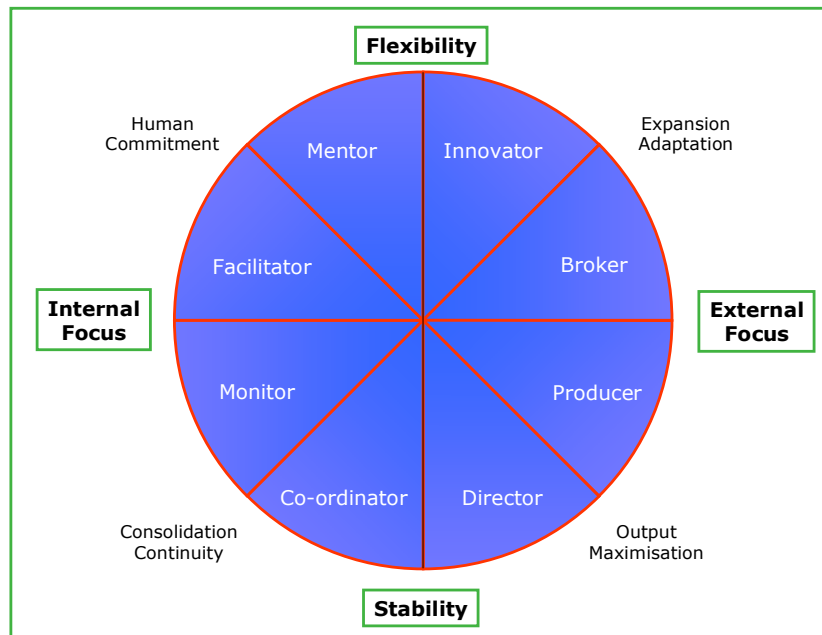 Flexibility
Human
Commitment
Expansion
Adaptation
Mentor
Innovator
Facilitator
Broker
Internal
Focus
External
Focus
Monitor
Producer
Co-ordinator
Director
Consolidation
Continuity
Output
Maximisation
Stability